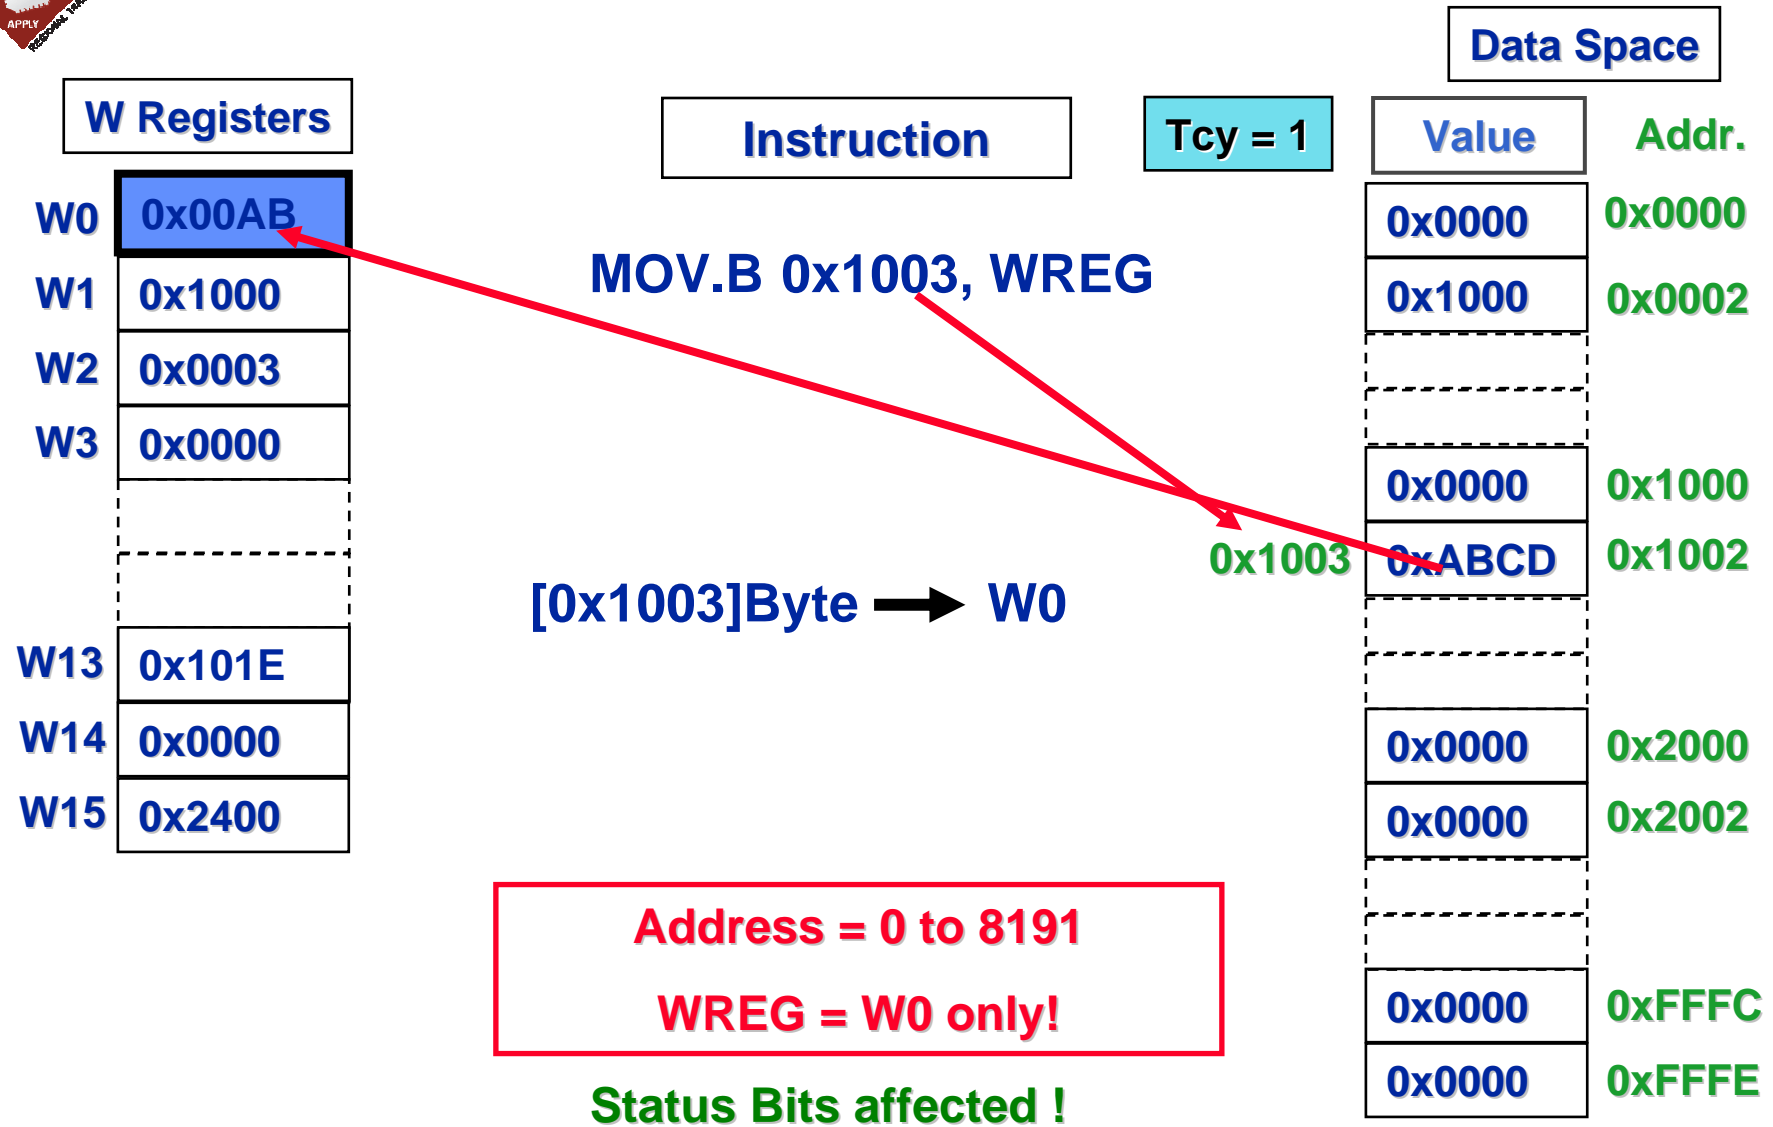 APPLY
Data Space
W Registers
Instruction
Tcy = 1
Value
Addr.
W0 0x00AB
W1 0x1000
W2 0x0003
W3 0x0000
W13 0x101E
W14 0x0000
W15 0x2400
MOV.B 0x1003, WREG
[0x1003]Byte W0
0x0000 0x0000
0x1000 0x0002
0x0000 0x1000
0x1003 0xABCD 0x1002
0x0000 0x2000
0x0000 0x2002
0x0000 0xFFFC
0x0000 0xFFFE
Address = 0 to 8191
WREG = W0 only!
Status Bits affected !